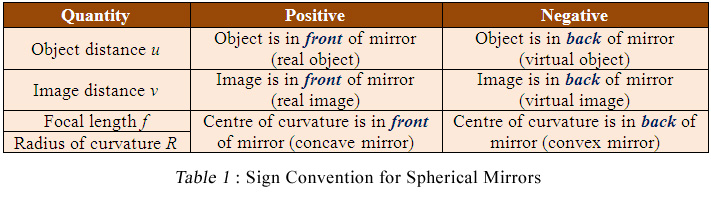 Quantity Positive Negative
Object distance u Object is in front of mirror (real object) Object is in back of mirror (virtual object)
Image distance v Image is in front of mirror (real image) Image is in back of mirror (virtual image)
Focal length f Centre of curvature is in front of mirror (concave mirror) Centre of curvature is in back of mirror (convex mirror)
Radius of curvature R
Table 1 : Sign Convention for Spherical Mirrors